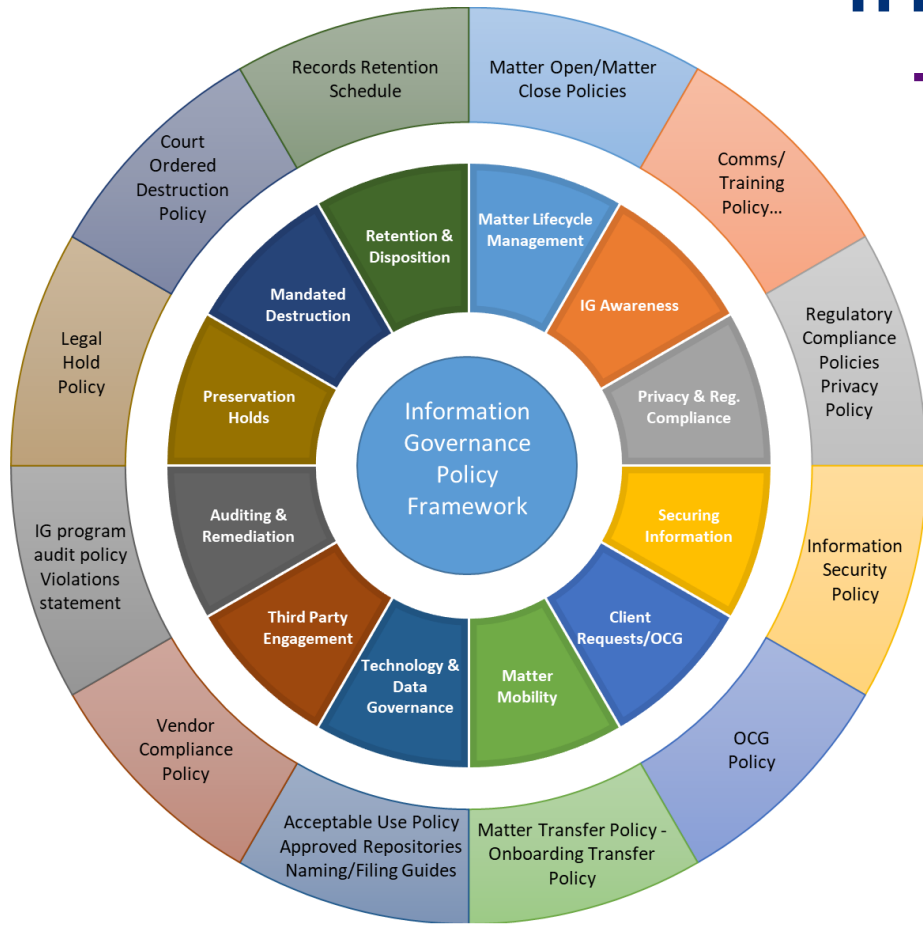 Records Retention
Schedule
Matter Open/Matter
Close Policies
Comms/
Training
Policy...
Regulatory
Compliance
Policies
Privacy
Policy
Information
Security
Policy
OCG
Policy
Matter Transfer Policy -
Onboarding Transfer
Policy
Acceptable Use Policy
Approved Repositories
Naming/Filing Guides
Vendor
Compliance
Policy
IG program
audit policy
Violations
statement
Legal
Hold
Policy
Court
Ordered
Destruction
Policy
Retention &
Disposition
Matter Lifecycle
Management
IG Awareness
Privacy & Reg.
Compliance
Securing
Information
Client
Requests/OCG
Matter
Mobility
Technology &
Data
Governance
Third Party
Engagement
Auditing &
Remediation
Preservation
Holds
Mandated
Destruction
Information
Governance
Policy
Framework